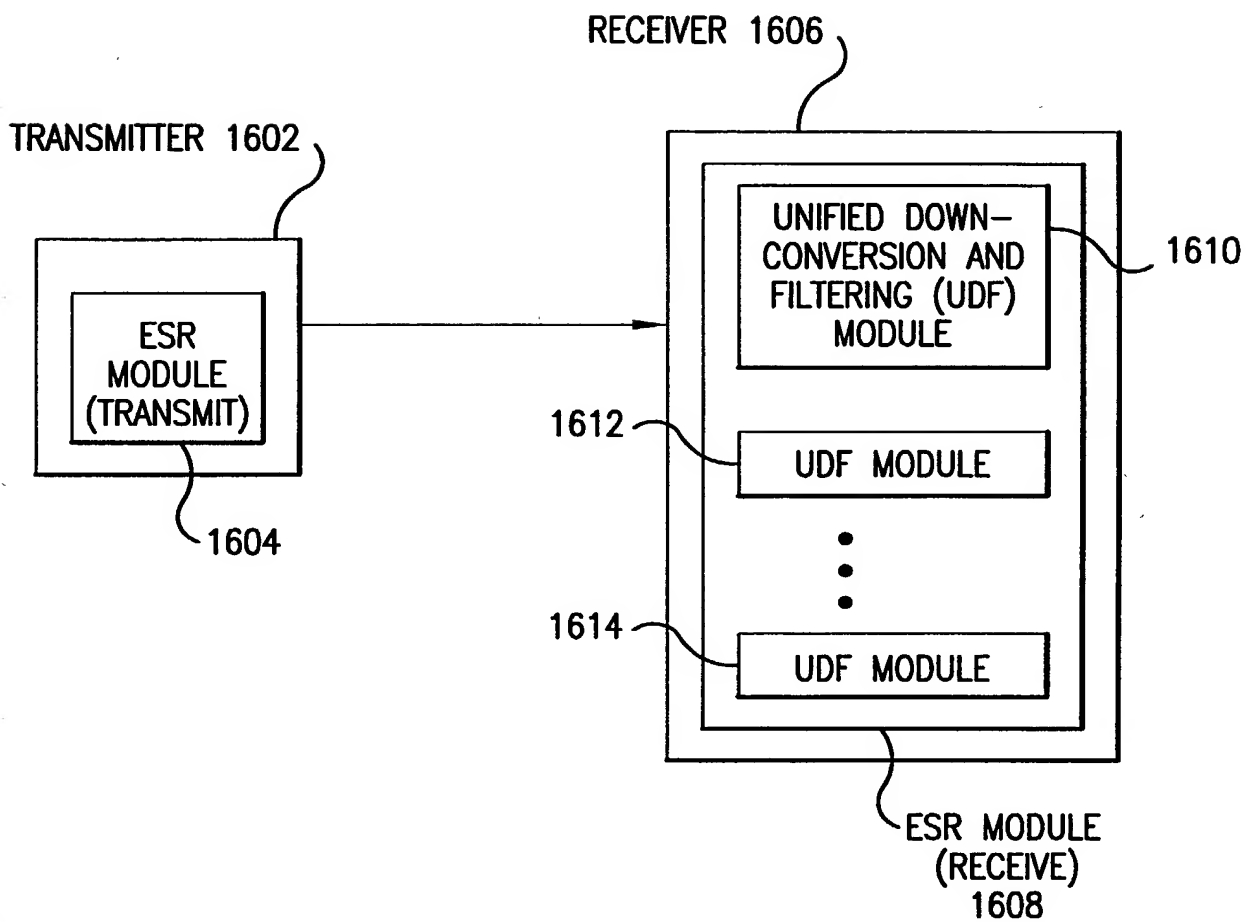 RECEIVER 1606
TRANSMITTER 1602
ESR
MODULE
(TRANSMIT)
1604
UNIFIED DOWN-
CONVERSION AND
FILTERING (UDF)
MODULE
1610
1612
UDF MODULE
1614
UDF MODULE
ESR MODULE
(RECEIVE)
1608